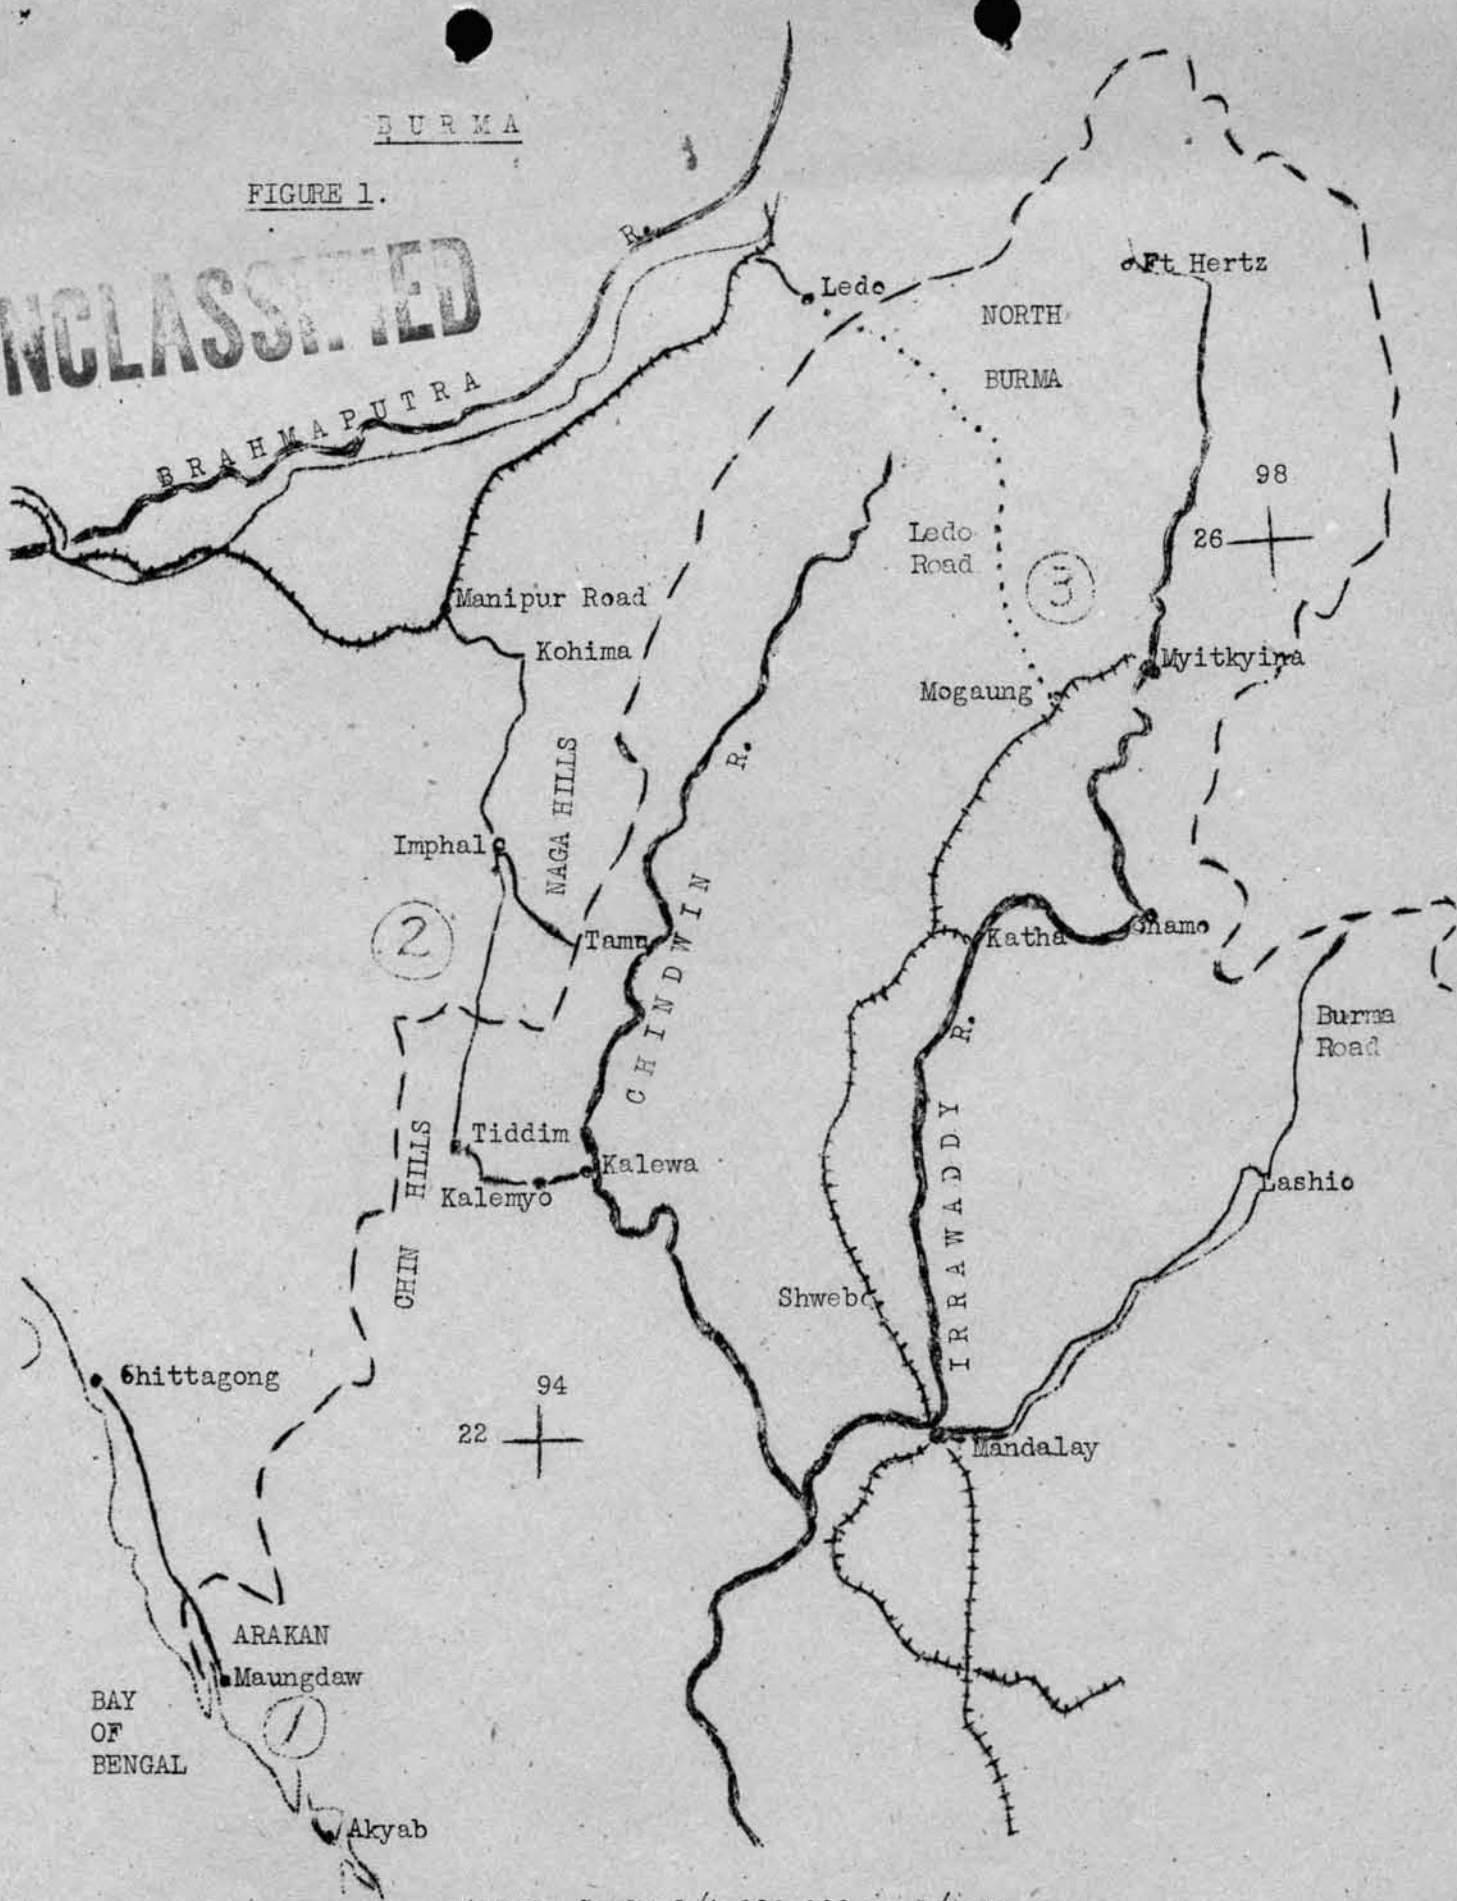 BURMA
FIGURE 1.
NCLASSIFIED
BRAHMAPUTRA R.
Ledo
Ft Hertz
NORTH
BURMA
98
26
Ledo
Road
3
Manipur Road
Kohima
Myitkyina
Mogaung
NAGA HILLS
Imphal
2
Tamu
CHINDWIN R.
Katha
Bhamo
Burma
Road
IRRAWADDY R.
Tiddim
Kalewa
Kalemyo
CHIN HILLS
Lashio
Shwebo
Chittagong
94
22
Mandalay
ARAKAN
Maungdaw
1
BAY
OF
BENGAL
Akyab